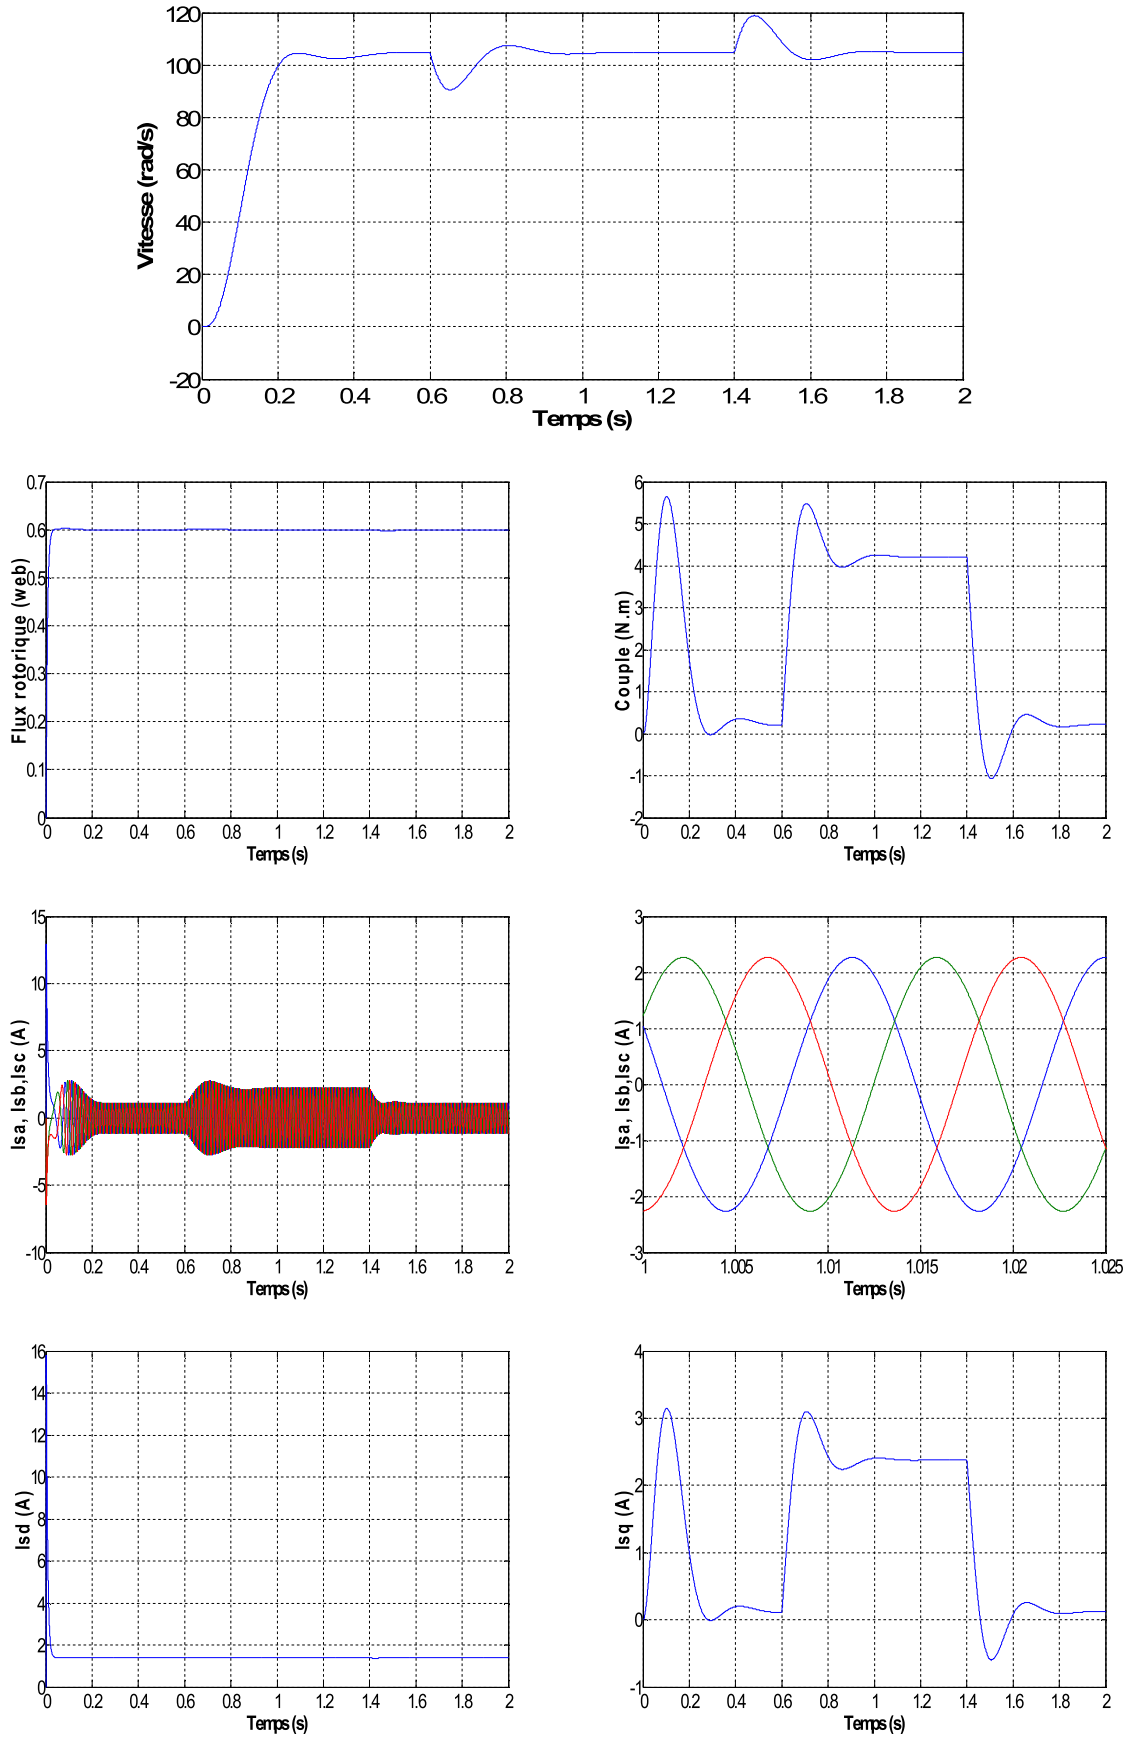 120
100
80
60
40
20
0
-20
Vitesse (rad/s)
0 0.2 0.4 0.6 0.8 1 1.2 1.4 1.6 1.8 2
Temps (s)
0.7
0.6
0.5
0.4
0.3
0.2
0.1
0
Flux rotorique (web)
0 0.2 0.4 0.6 0.8 1 1.2 1.4 1.6 1.8 2
Temps (s)
6
5
4
3
2
1
0
-1
-2
Couple (N.m)
0 0.2 0.4 0.6 0.8 1 1.2 1.4 1.6 1.8 2
Temps (s)
15
10
5
0
-5
-10
Isa, Isb,Isc (A)
0 0.2 0.4 0.6 0.8 1 1.2 1.4 1.6 1.8 2
Temps (s)
3
2
1
0
-1
-2
-3
Isa, Isb,Isc (A)
1 1.005 1.01 1.015 1.02 1.025
Temps (s)
16
14
12
10
8
6
4
2
0
Isd (A)
0 0.2 0.4 0.6 0.8 1 1.2 1.4 1.6 1.8 2
Temps (s)
4
3
2
1
0
-1
Isq (A)
0 0.2 0.4 0.6 0.8 1 1.2 1.4 1.6 1.8 2
Temps (s)